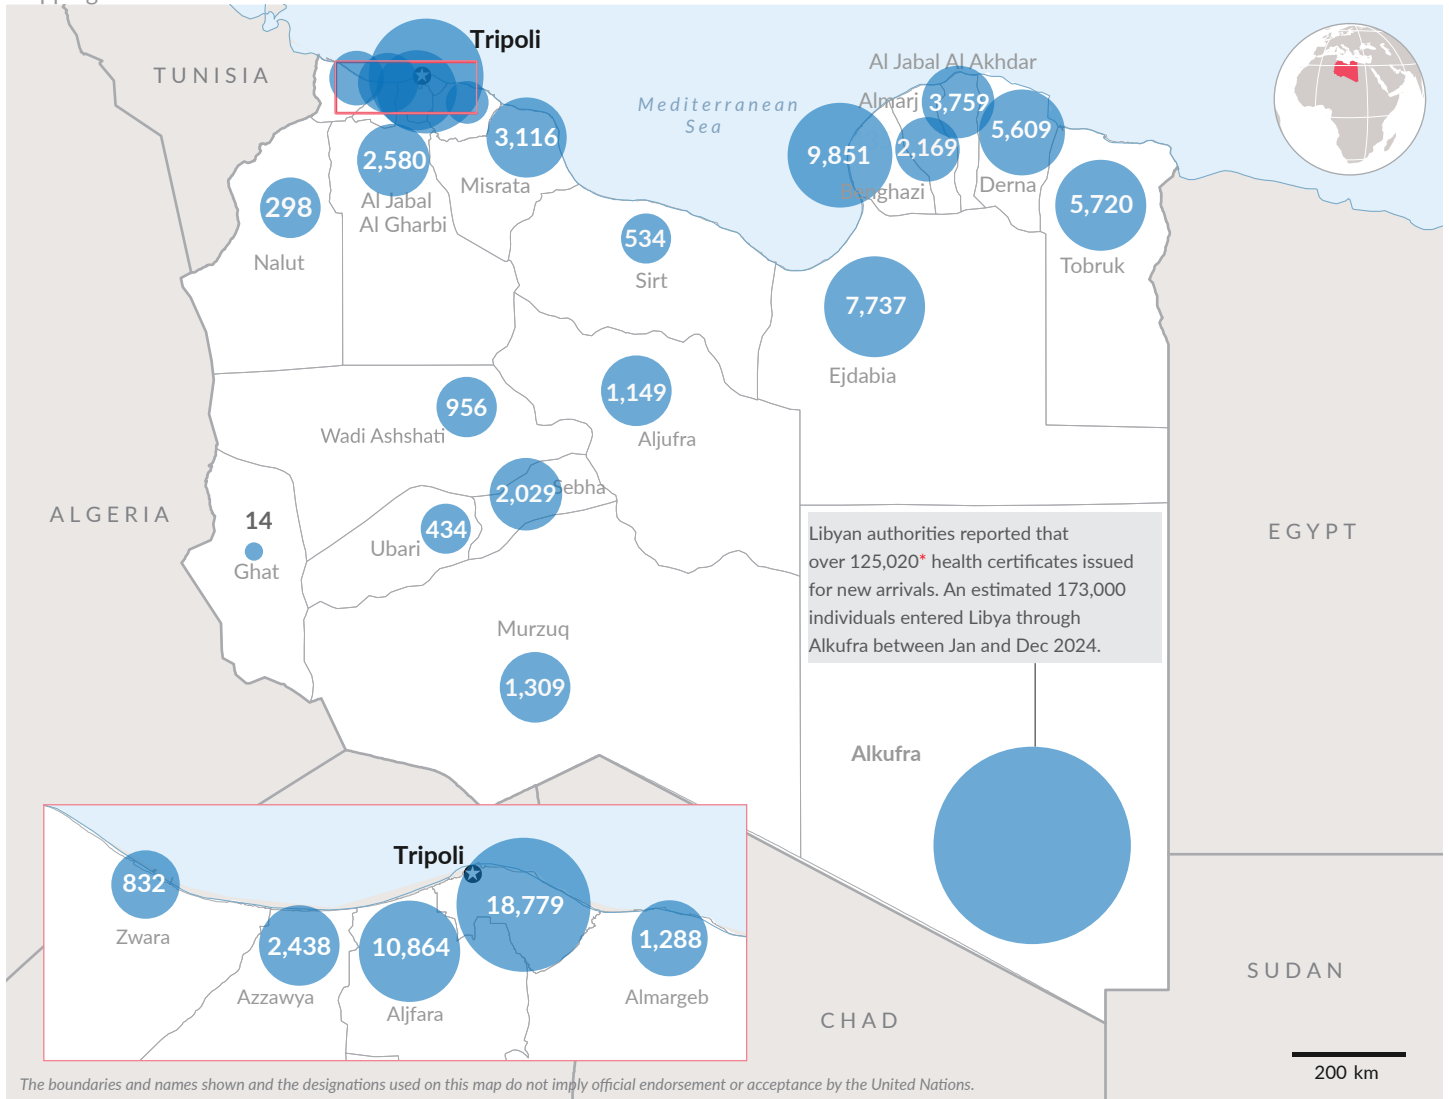 Tripoli
TUNISIA
Al Jabal Al Akhdar
Mediterranean
Sea
Almarj
3,759
3,116
9,851
2,169
5,609
2,580
Misrata
Benghazi
Derna
298
Al Jabal
Al Gharbi
5,720
Nalut
534
Sirt
Tobruk
7,737
Ejdabia
1,149
956
Wadi Ashshati
Aljufra
2,029
Sebha
ALGERIA
14
Ghat
434
Ubari
EGYPT
Libyan authorities reported that
over 125,020* health certificates issued
for new arrivals. An estimated 173,000
individuals entered Libya through
Alkufra between Jan and Dec 2024.
Murzuq
1,309
Alkufra
Tripoli
832
18,779
Zwara
2,438
10,864
1,288
Azzawya
Aljfara
Almargeb
SUDAN
CHAD
200 km
The boundaries and names shown and the designations used on this map do not imply official endorsement or acceptance by the United Nations.